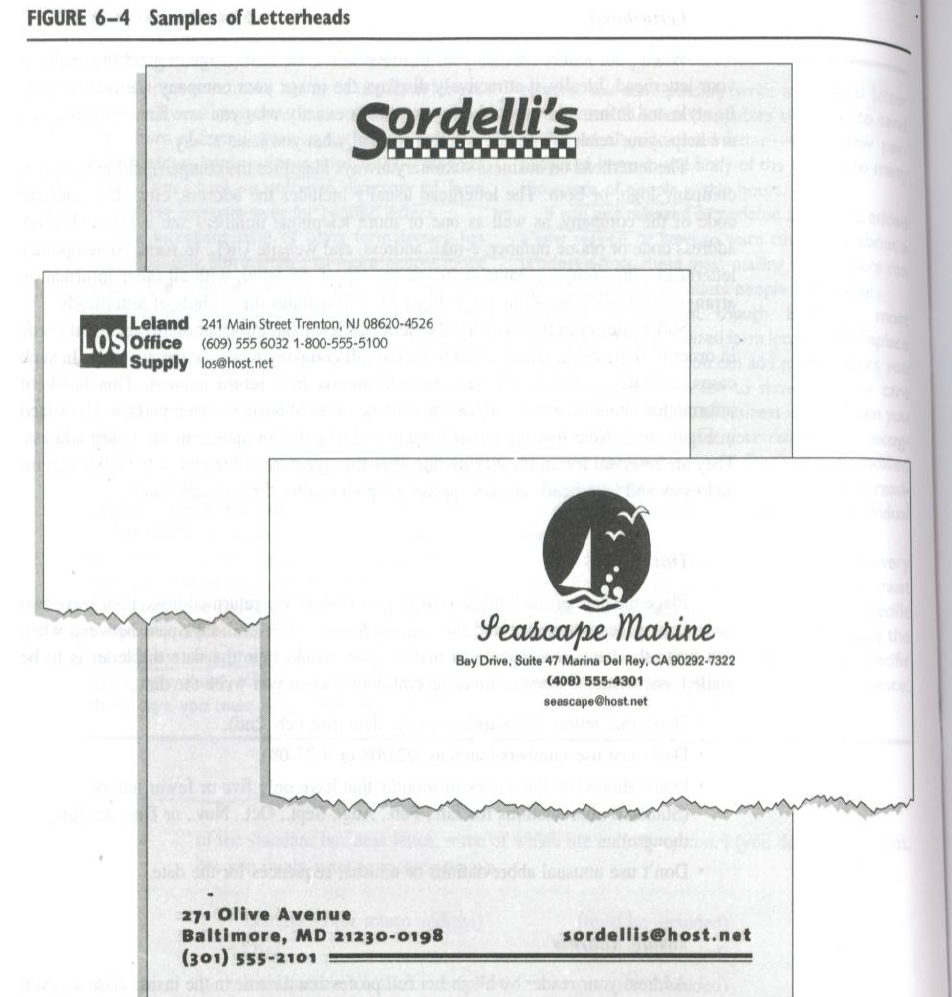 FIGURE 6–4 Samples of Letterheads
Sordelli's
LOS Leland Office Supply
241 Main Street Trenton, NJ 08620-4526
(609) 555 6032 1-800-555-5100
los@host.net
Seascape Marine
Bay Drive, Suite 47 Marina Del Rey, CA 90292-7322
(408) 555-4301
seascape@host.net
271 Olive Avenue
Baltimore, MD 21230-0198
(301) 555-2101
sordellis@host.net